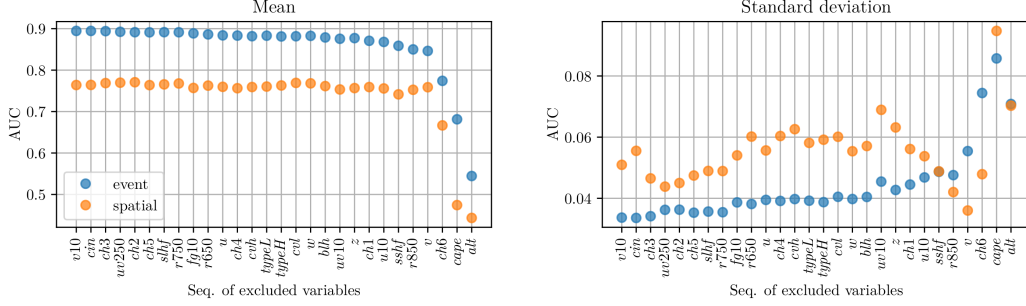 Mean
AUC
0.9
0.8
0.7
0.6
0.5
event
spatial
v10
cin
ch3
uv250
ch2
ch5
slhf
r750
fg10
r650
u
ch4
cvh
typeL
typeH
cvl
w
blh
uv10
z
ch1
u10
sshf
r850
v
ch6
cape
alt
Seq. of excluded variables
Standard deviation
AUC
0.08
0.06
0.04
v10
cin
ch3
uv250
ch2
ch5
slhf
r750
fg10
r650
u
ch4
cvh
typeL
typeH
cvl
w
blh
uv10
z
ch1
u10
sshf
r850
v
ch6
cape
alt
Seq. of excluded variables